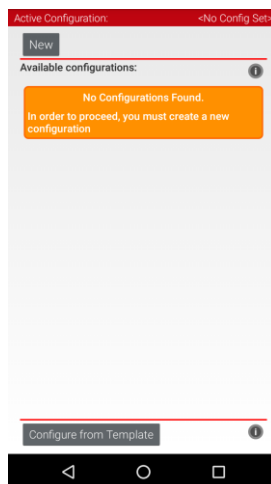 Active Configuration: <No Config Set>
New
Available configurations:
No Configurations Found.
In order to proceed, you must create a new
configuration
Configure from Template